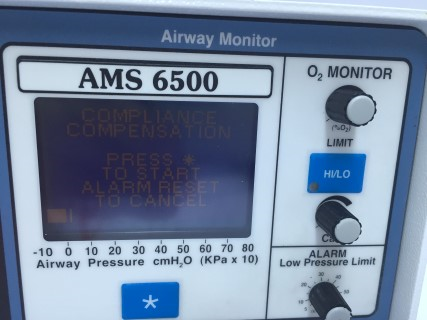 Airway Monitor
AMS 6500
COMPLIANCE
COMPENSATION
PRESS *
TO START
ALARM RESET
TO CANCEL
-10 0 10 20 30 40 50 60 70 80
Airway Pressure cmH2O (KPa x 10)
*
O2 MONITOR
(%O2)
LIMIT
HI/LO
ALARM
Low Pressure Limit